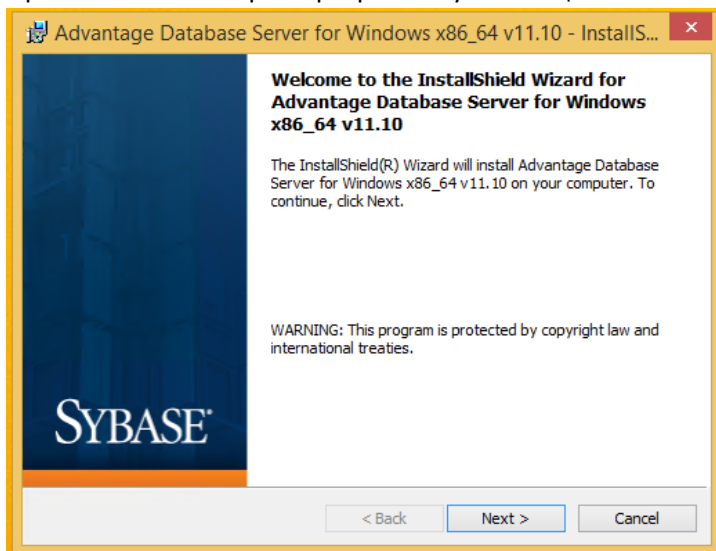 Advantage Database Server for Windows x86_64 v11.10 - InstallS...
Welcome to the InstallShield Wizard for
Advantage Database Server for Windows
x86_64 v11.10
The InstallShield(R) Wizard will install Advantage Database
Server for Windows x86_64 v11.10 on your computer. To
continue, click Next.
WARNING: This program is protected by copyright law and
international treaties.
SYBASE®
< Back
Next >
Cancel